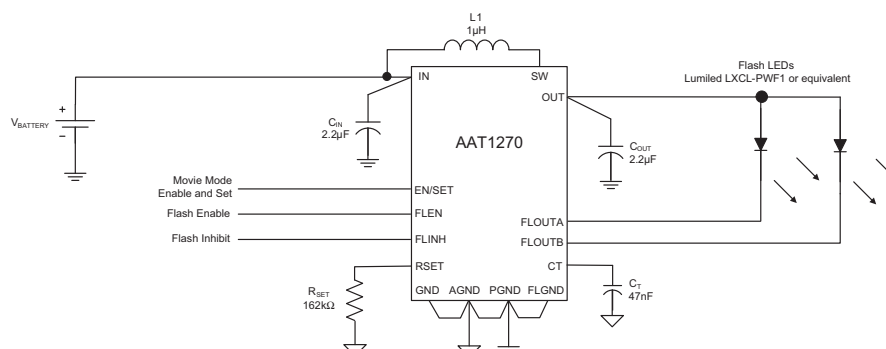 L1
1µH
Flash LEDs
Lumiled LXCL-PWF1 or equivalent
IN
SW
OUT
+
V_BATTERY
−
C_IN
2.2µF
AAT1270
C_OUT
2.2µF
Movie Mode
Enable and Set
EN/SET
Flash Enable
FLEN
FLOUTA
Flash Inhibit
FLINH
FLOUTB
RSET
CT
R_SET
162kΩ
GND AGND PGND FLGND
C_T
47nF